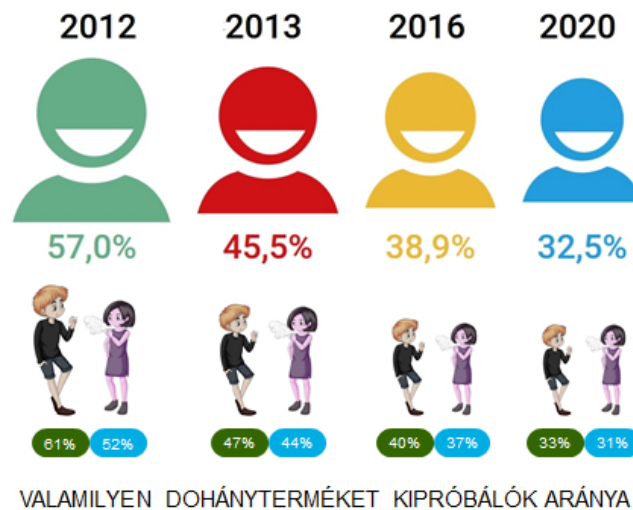 2012 2013 2016 2020
57,0% 45,5% 38,9% 32,5%
61% 52% 47% 44% 40% 37% 33% 31%
VALAMILYEN DOHÁNYTERMÉKET KIPRÓBÁLÓK ARÁNYA